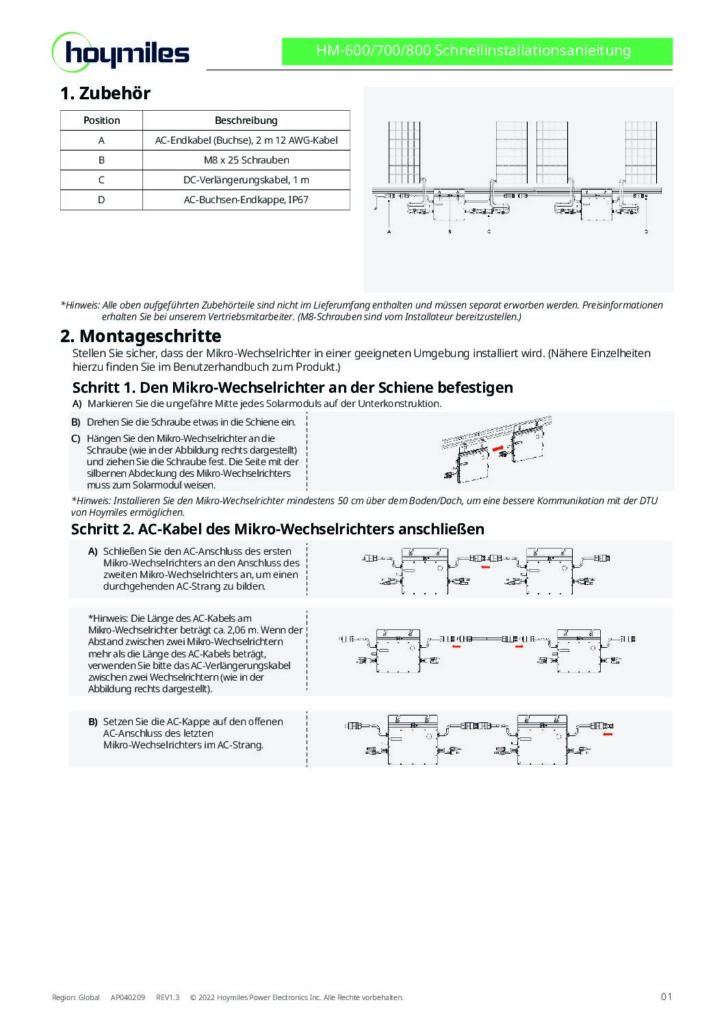 hoymiles
HM-600/700/800 Schnellinstallationsanleitung
1. Zubehör
Position Beschreibung
A AC-Endkabel (Buchse), 2 m 12 AWG-Kabel
B M8 x 25 Schrauben
C DC-Verlängerungskabel, 1 m
D AC-Buchsen-Endkappe, IP67
A B C D
*Hinweis: Alle oben aufgeführten Zubehörteile sind nicht im Lieferumfang enthalten und müssen separat erworben werden. Preisinformationen
erhalten Sie bei unserem Vertriebsmitarbeiter. (M8-Schrauben sind vom Installateur bereitzustellen.)
2. Montageschritte
Stellen Sie sicher, dass der Mikro-Wechselrichter in einer geeigneten Umgebung installiert wird. (Nähere Einzelheiten
hierzu finden Sie im Benutzerhandbuch zum Produkt.)
Schritt 1. Den Mikro-Wechselrichter an der Schiene befestigen
A) Markieren Sie die ungefähre Mitte jedes Solarmoduls auf der Unterkonstruktion.
B) Drehen Sie die Schraube etwas in die Schiene ein.
C) Hängen Sie den Mikro-Wechselrichter an die
Schraube (wie in der Abbildung rechts dargestellt)
und ziehen Sie die Schraube fest. Die Seite mit der
silbernen Abdeckung des Mikro-Wechselrichters
muss zum Solarmodul weisen.
*Hinweis: Installieren Sie den Mikro-Wechselrichter mindestens 50 cm über dem Boden/Dach, um eine bessere Kommunikation mit der DTU
von Hoymiles ermöglichen.
Schritt 2. AC-Kabel des Mikro-Wechselrichters anschließen
A) Schließen Sie den AC-Anschluss des ersten
Mikro-Wechselrichters an den Anschluss des
zweiten Mikro-Wechselrichters an, um einen
durchgehenden AC-Strang zu bilden.
*Hinweis: Die Länge des AC-Kabels am
Mikro-Wechselrichter beträgt ca. 2,06 m. Wenn der
Abstand zwischen zwei Mikro-Wechselrichtern
mehr als die Länge des AC-Kabels beträgt,
verwenden Sie bitte das AC-Verlängerungskabel
zwischen zwei Wechselrichtern (wie in der
Abbildung rechts dargestellt).
B) Setzen Sie die AC-Kappe auf den offenen
AC-Anschluss des letzten
Mikro-Wechselrichters im AC-Strang.
Region: Global AP040209 REV1.3 © 2022 Hoymiles Power Electronics Inc. Alle Rechte vorbehalten. 01